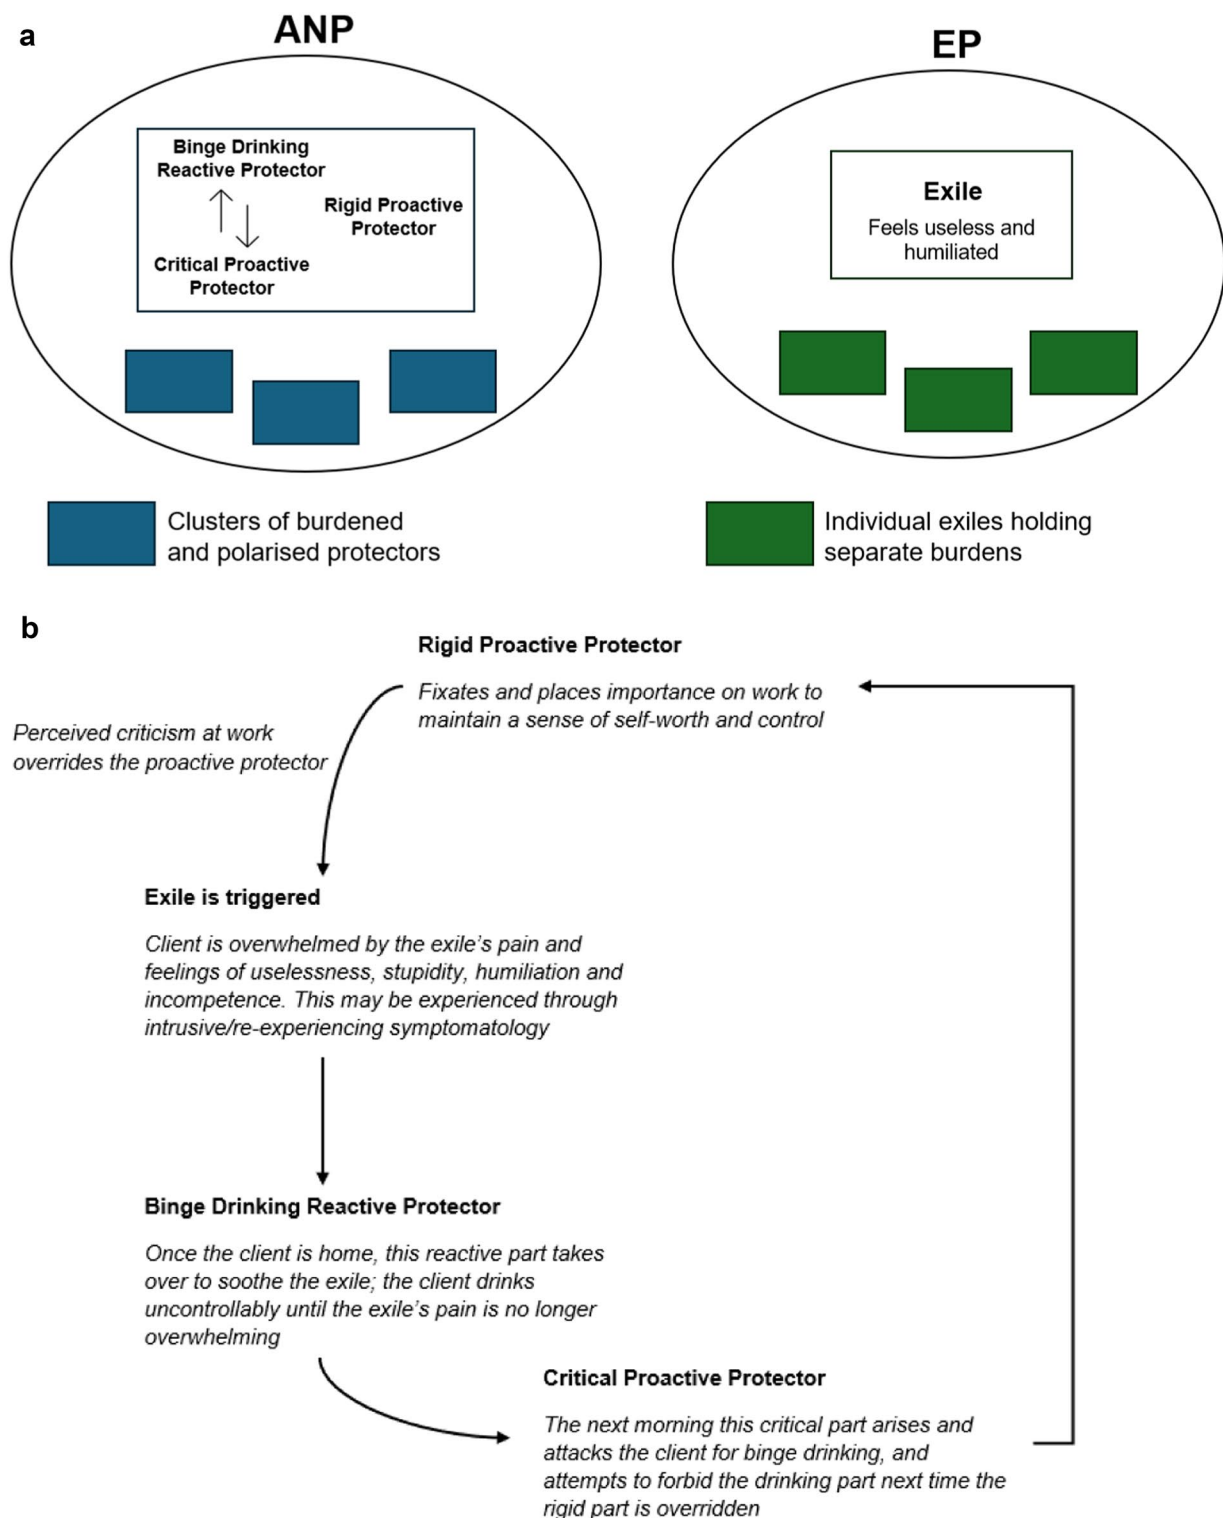 a
ANP
EP
Binge Drinking
Reactive Protector
Rigid Proactive
Protector
Critical Proactive
Protector
Exile
Feels useless and
humiliated
Clusters of burdened
and polarised protectors
Individual exiles holding
separate burdens
b
Rigid Proactive Protector
Fixates and places importance on work to
maintain a sense of self-worth and control
Perceived criticism at work
overrides the proactive protector
Exile is triggered
Client is overwhelmed by the exile's pain and
feelings of uselessness, stupidity, humiliation and
incompetence. This may be experienced through
intrusive/re-experiencing symptomatology
Binge Drinking Reactive Protector
Once the client is home, this reactive part takes
over to soothe the exile; the client drinks
uncontrollably until the exile's pain is no longer
overwhelming
Critical Proactive Protector
The next morning this critical part arises and
attacks the client for binge drinking, and
attempts to forbid the drinking part next time the
rigid part is overridden